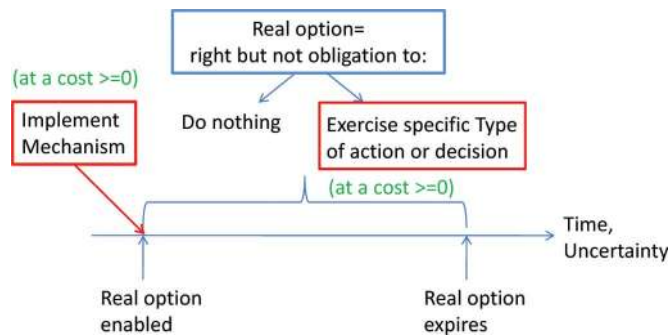 Real option=
right but not obligation to:
(at a cost >=0)
Implement
Mechanism
Do nothing
Exercise specific Type
of action or decision
(at a cost >=0)
Time,
Uncertainty
Real option
enabled
Real option
expires